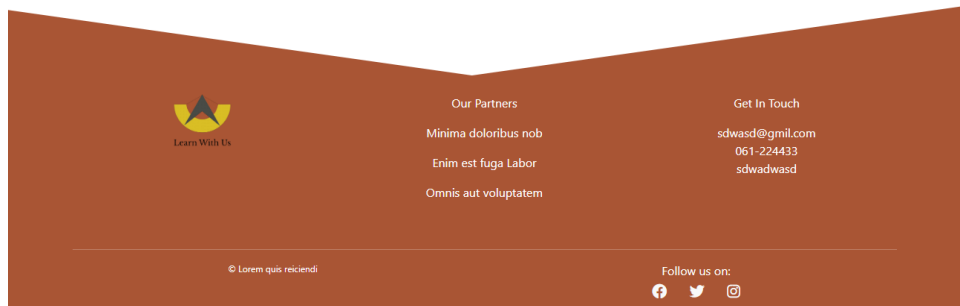 Learn With Us
Our Partners
Minima doloribus nob
Enim est fuga Labor
Omnis aut voluptatem
Get In Touch
sdwasd@gmil.com
061-224433
sdwadwasd
© Lorem quis reiciendi
Follow us on: